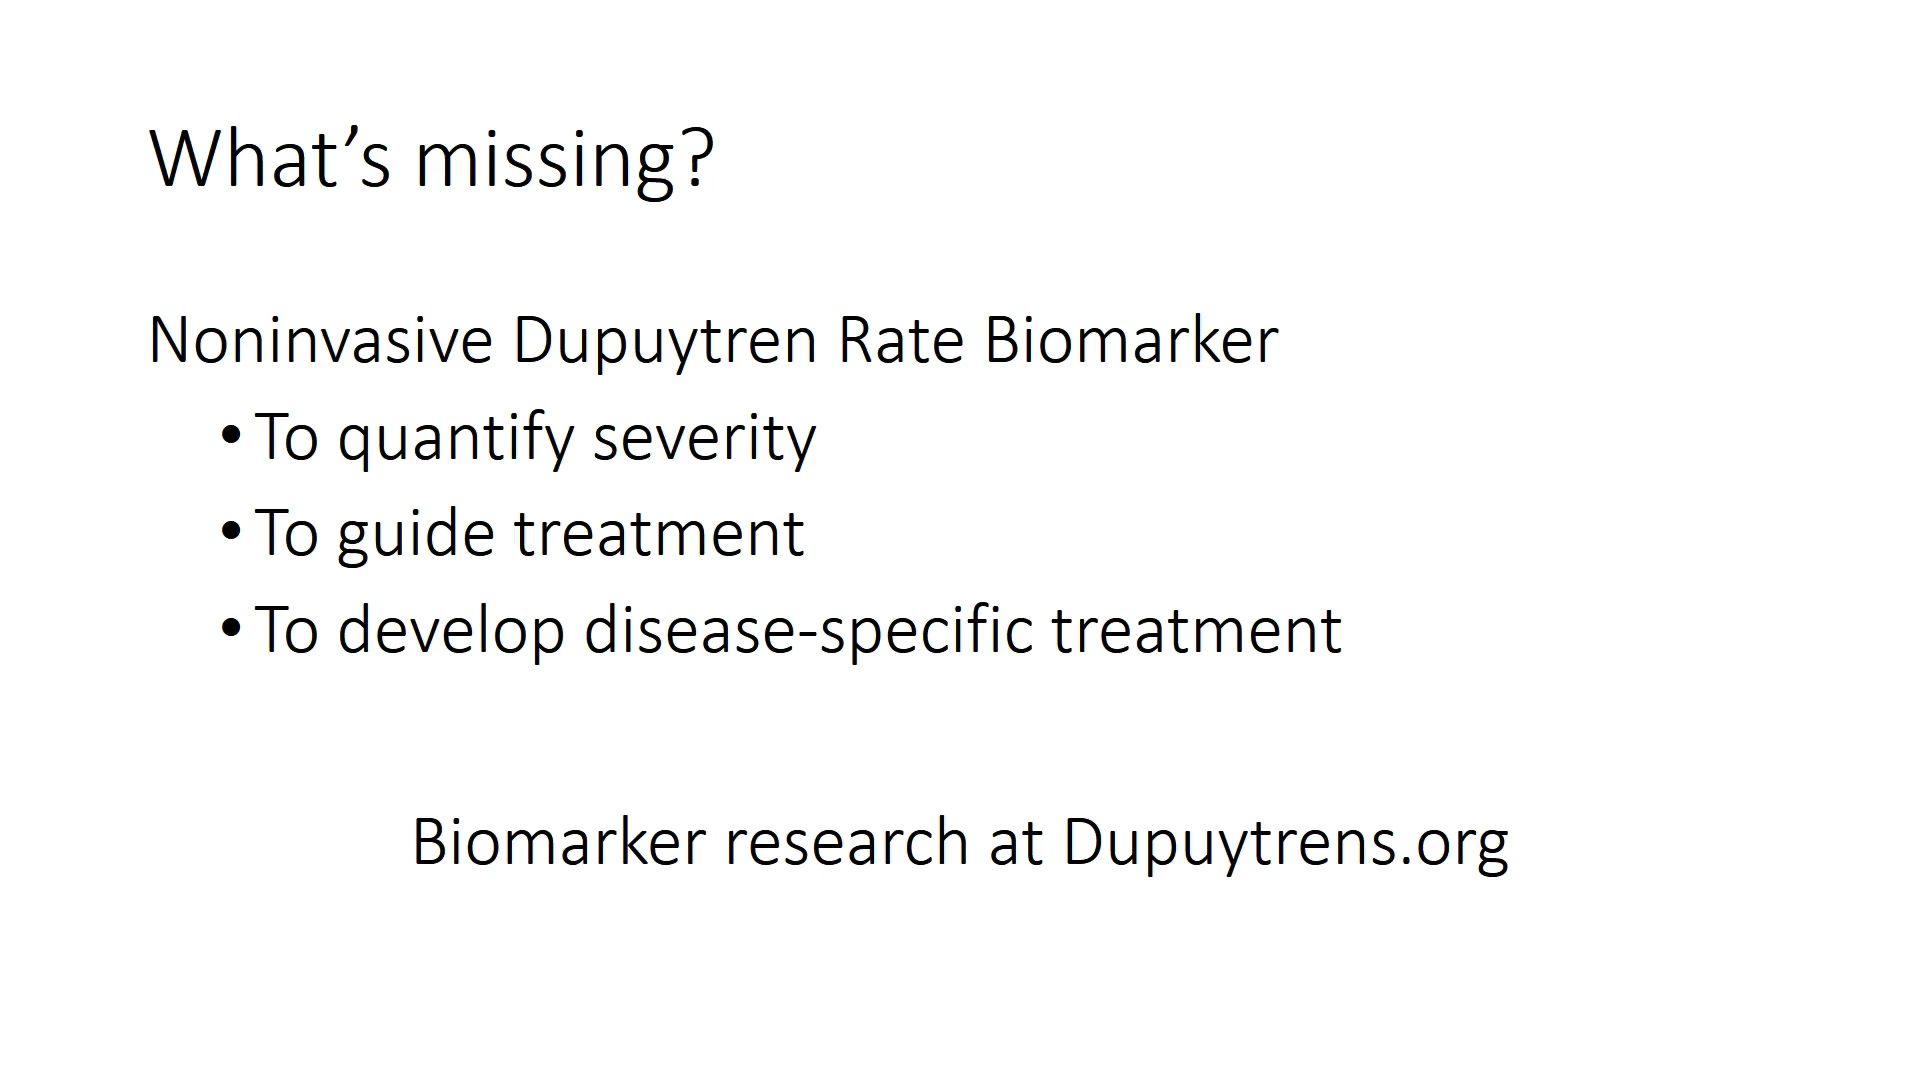 What’s missing?
Noninvasive Dupuytren Rate Biomarker
• To quantify severity
• To guide treatment
• To develop disease-specific treatment
Biomarker research at Dupuytrens.org